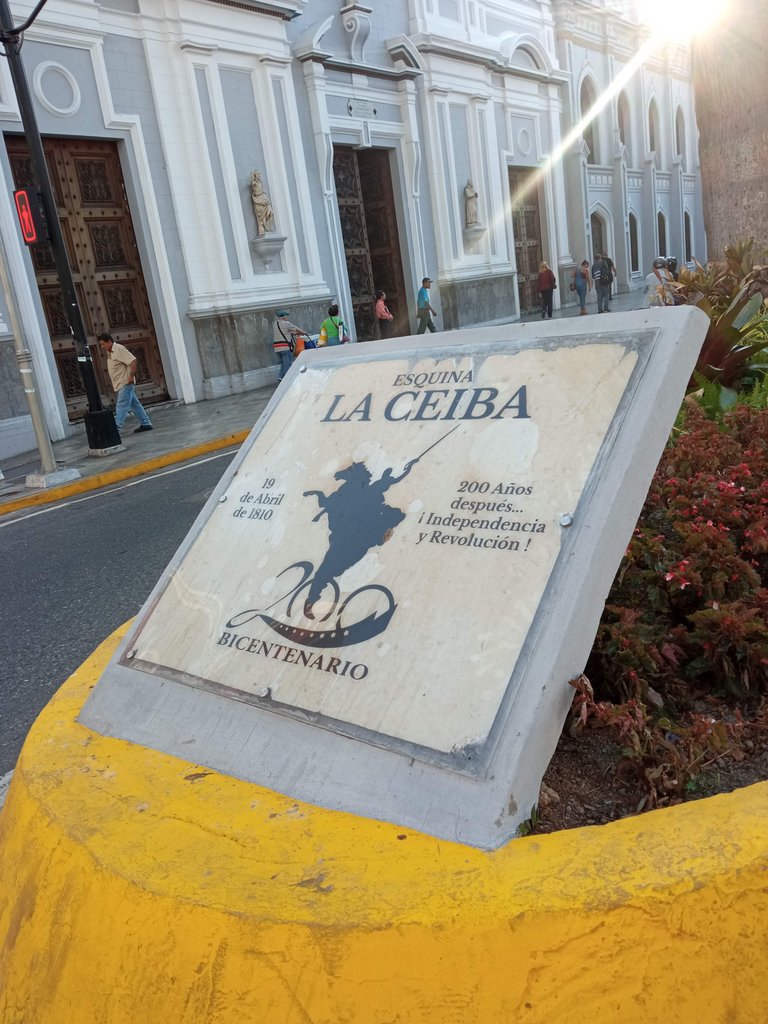 ESQUINA
LA CEIBA
19
de Abril
de 1810
200 Años
después...
¡Independencia
y Revolución!
200
BICENTENARIO